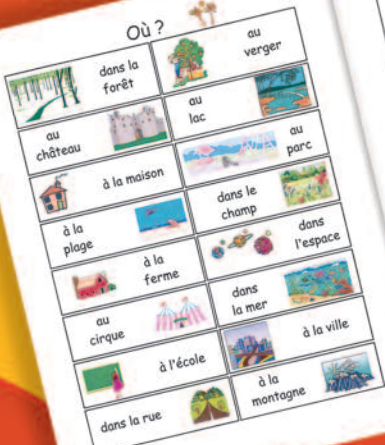 Où ?
dans la
forêt
au
verger
au
château
au
lac
à la maison
au
parc
à la
plage
dans le
champ
à la
ferme
dans
l'espace
au
cirque
dans
la mer
à l'école
à la ville
dans la rue
à la
montagne